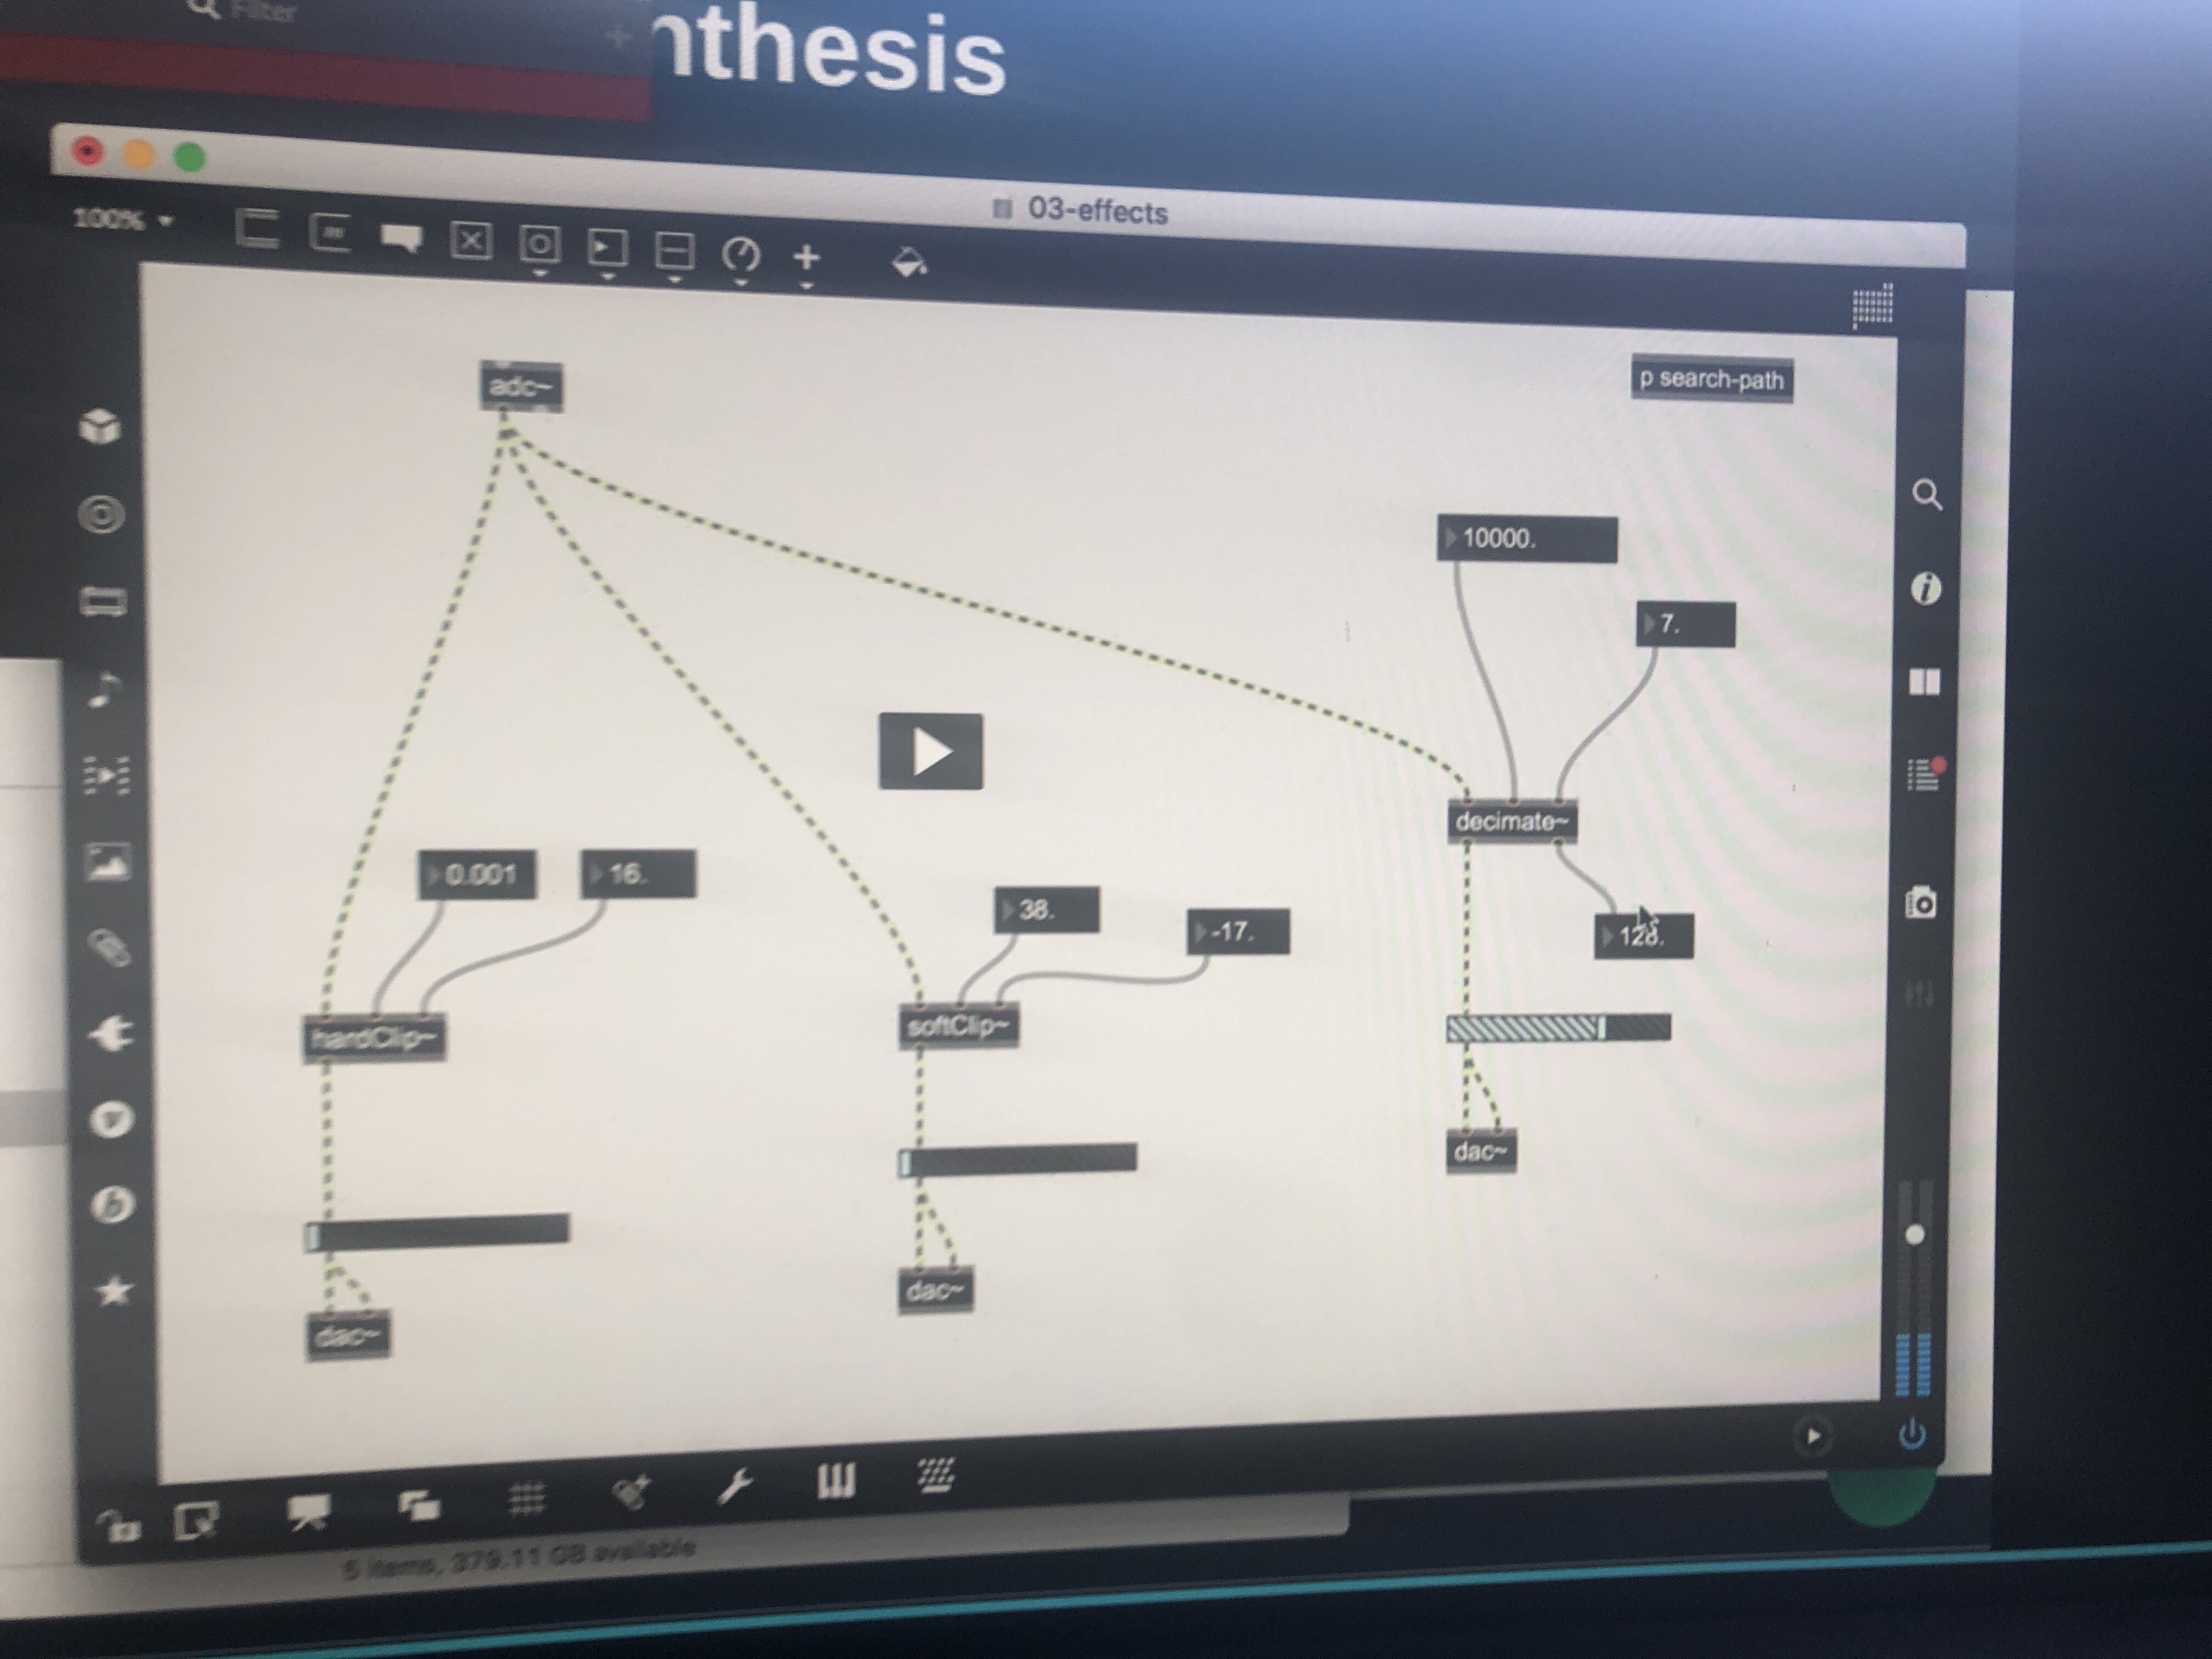 Filter
nthesis
03-effects
100%
adc~
p search-path
10000.
7.
decimate~
0.001
16.
38.
-17.
128.
hardClip~
softClip~
dac~
dac~
dac~
5 items, 379.11 GB available